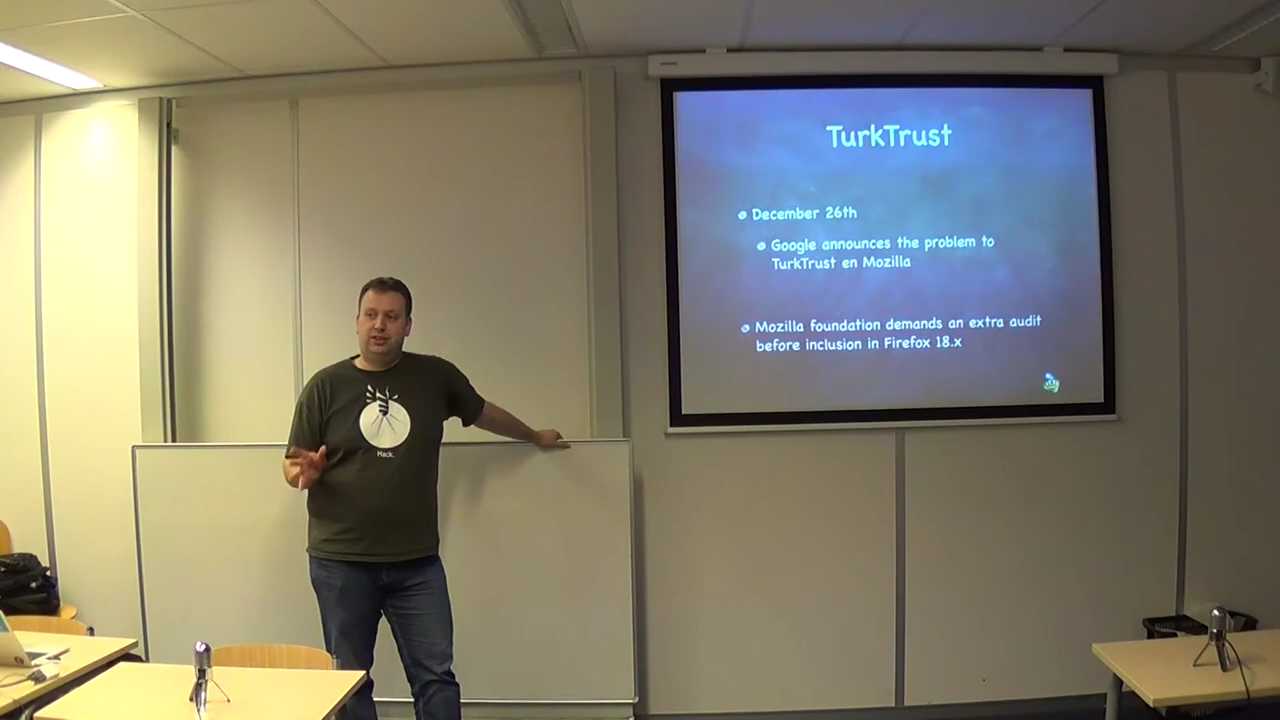 TurkTrust
December 26th
Google announces the problem to
TurkTrust en Mozilla
Mozilla foundation demands an extra audit
before inclusion in Firefox 18.x
Hack.